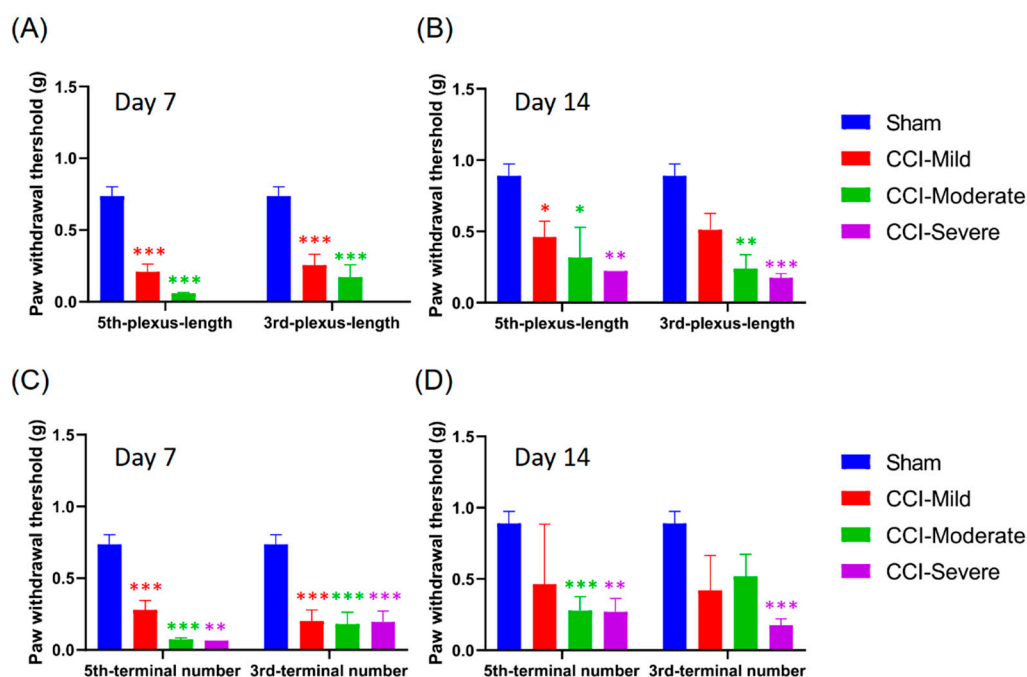 (A)
Paw withdrawal thershold (g)
1.5
1.0
0.5
0.0
Day 7
***
***
***
***
5th-plexus-length
3rd-plexus-length
(B)
Paw withdrawal thershold (g)
1.5
1.0
0.5
0.0
Day 14
*
*
**
**
***
5th-plexus-length
3rd-plexus-length
Sham
CCI-Mild
CCI-Moderate
CCI-Severe
(C)
Paw withdrawal thershold (g)
1.5
1.0
0.5
0.0
Day 7
***
***
**
***
***
***
5th-terminal number
3rd-terminal number
(D)
Paw withdrawal thershold (g)
1.5
1.0
0.5
0.0
Day 14
***
**
***
5th-terminal number
3rd-terminal number
Sham
CCI-Mild
CCI-Moderate
CCI-Severe